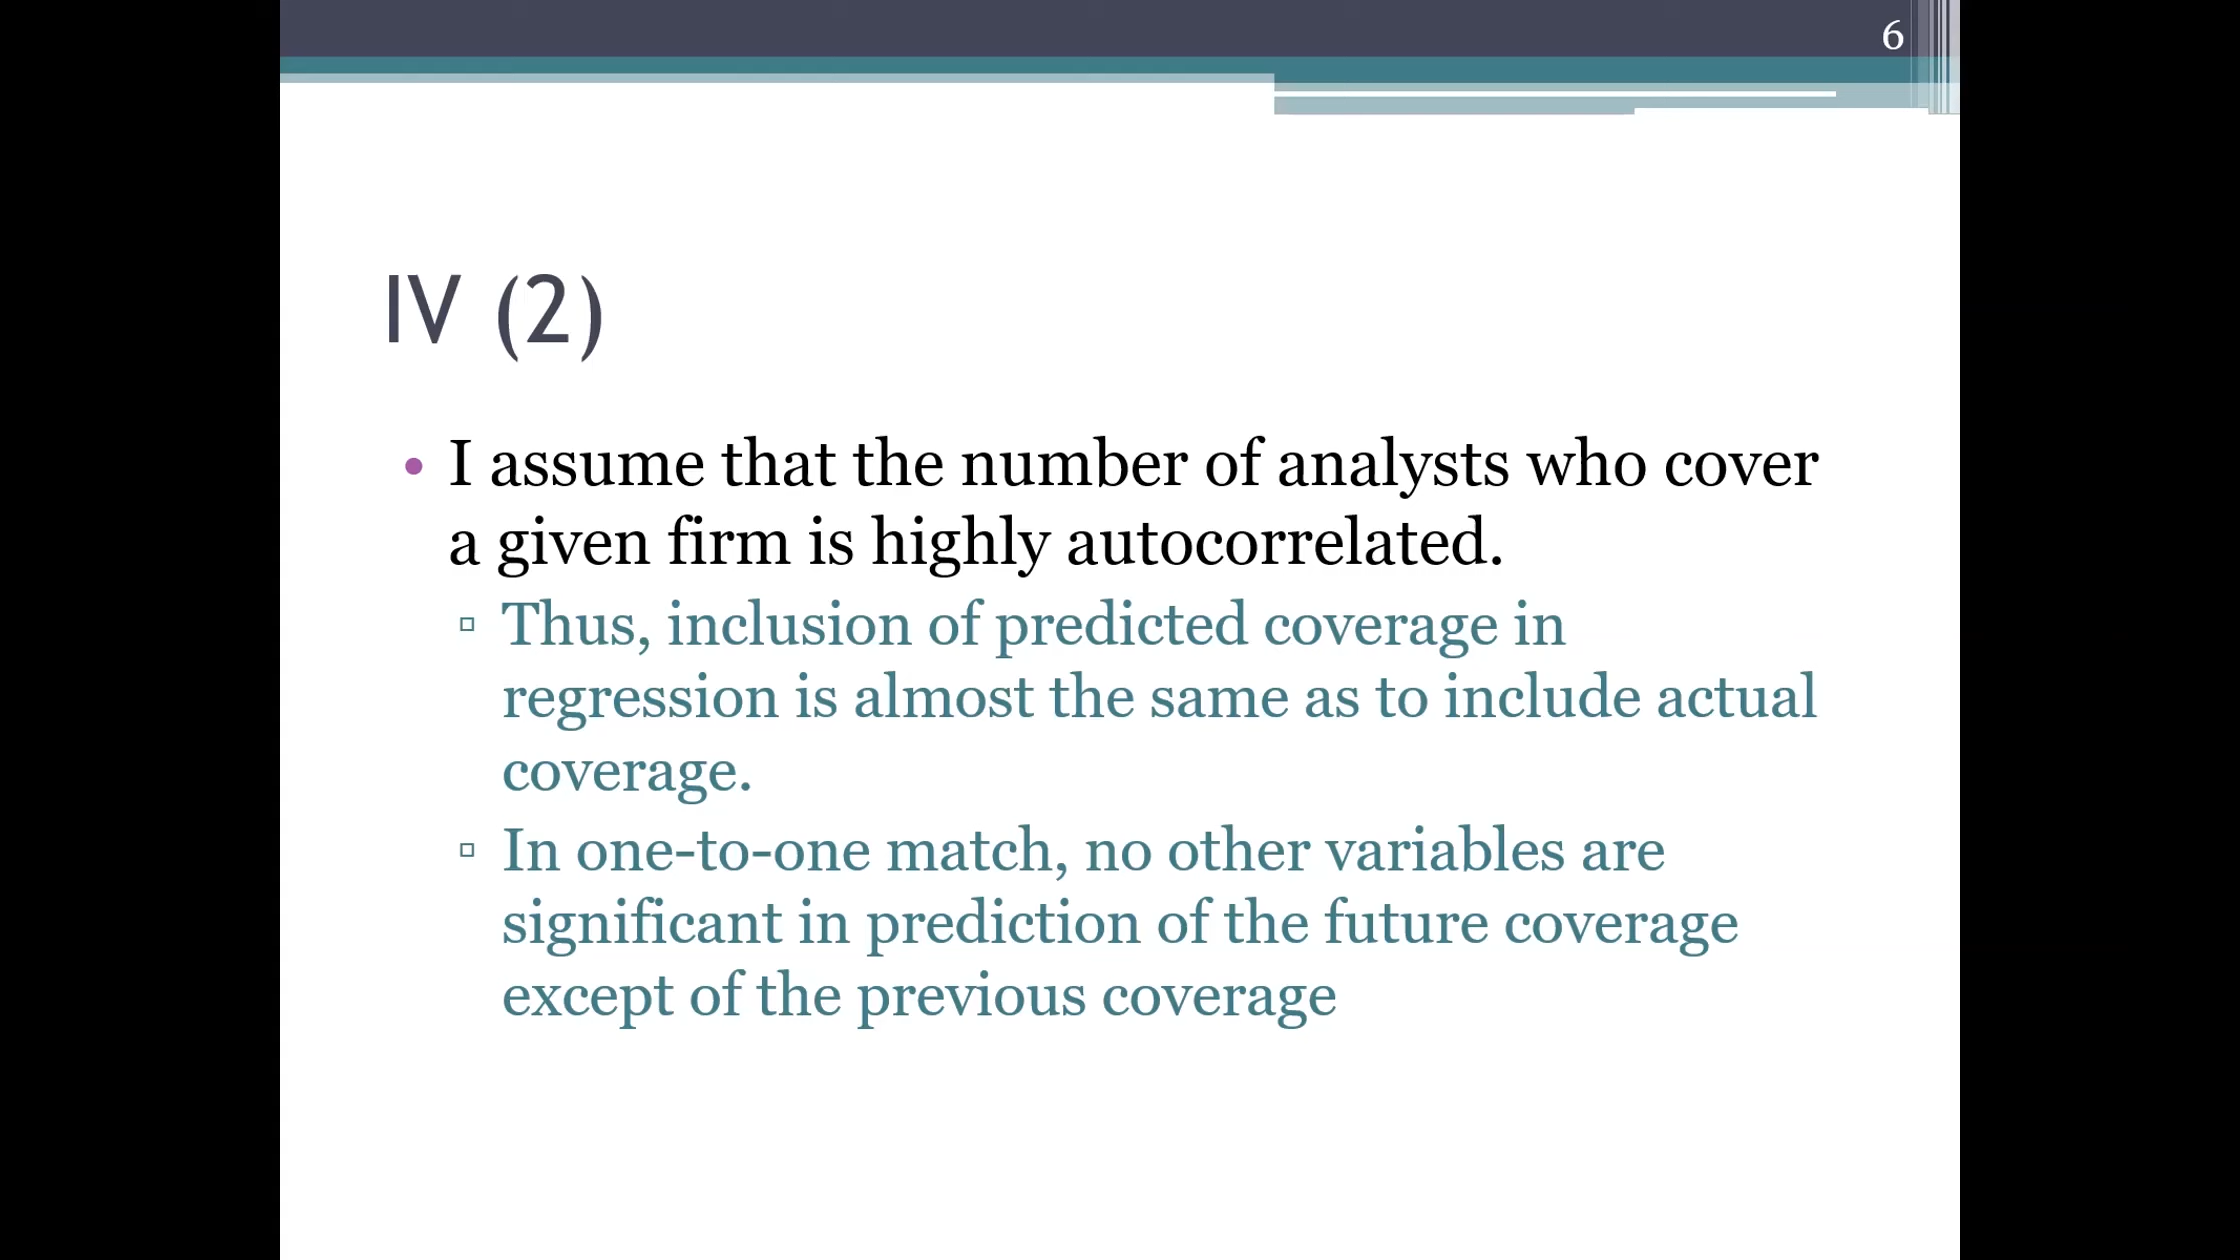 6
IV (2)
• I assume that the number of analysts who cover
a given firm is highly autocorrelated.
▫ Thus, inclusion of predicted coverage in
regression is almost the same as to include actual
coverage.
▫ In one-to-one match, no other variables are
significant in prediction of the future coverage
except of the previous coverage